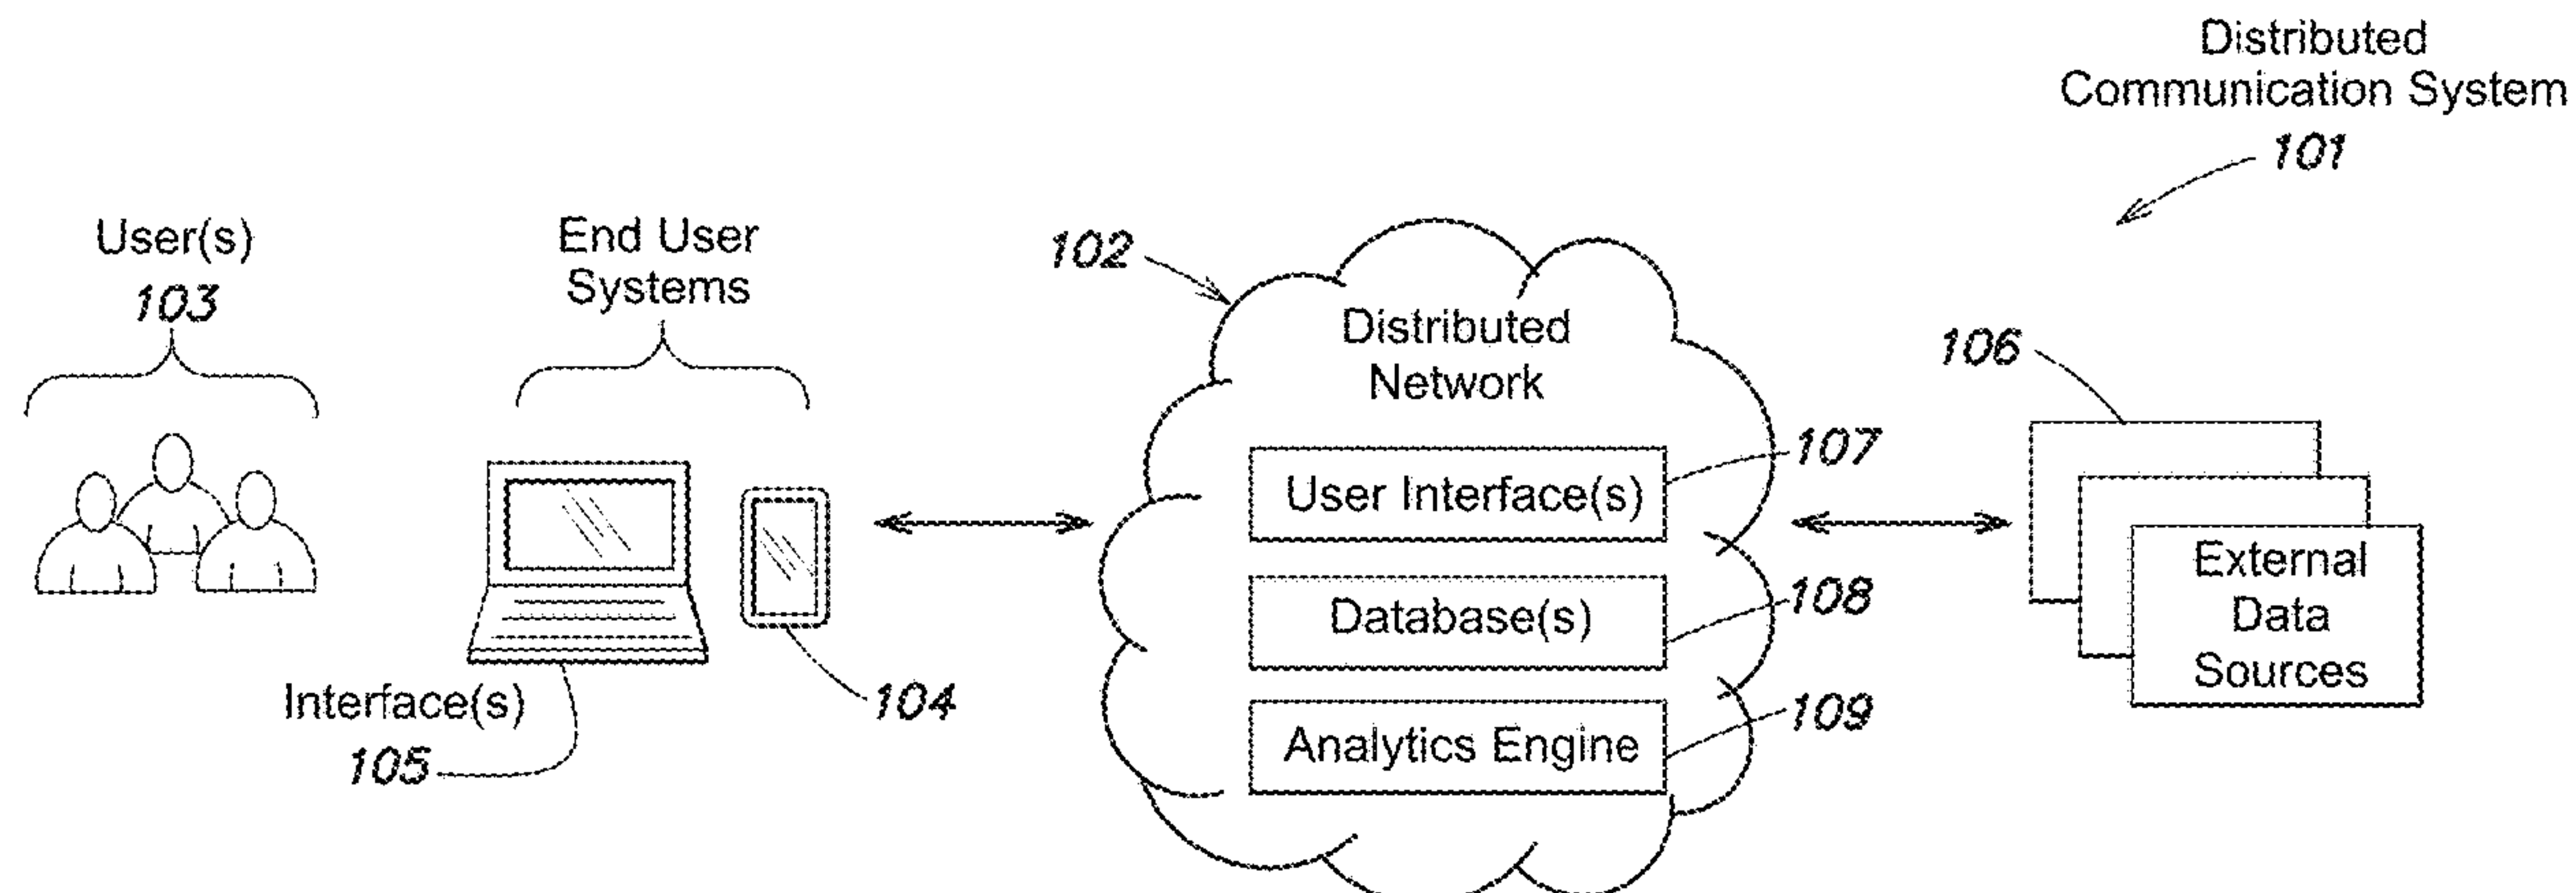 Distributed
Communication System
101
User(s)
103
End User
Systems
102
Distributed
Network
106
107
User Interface(s)
External
Data
Sources
108
Database(s)
Interface(s)
105
104
109
Analytics Engine